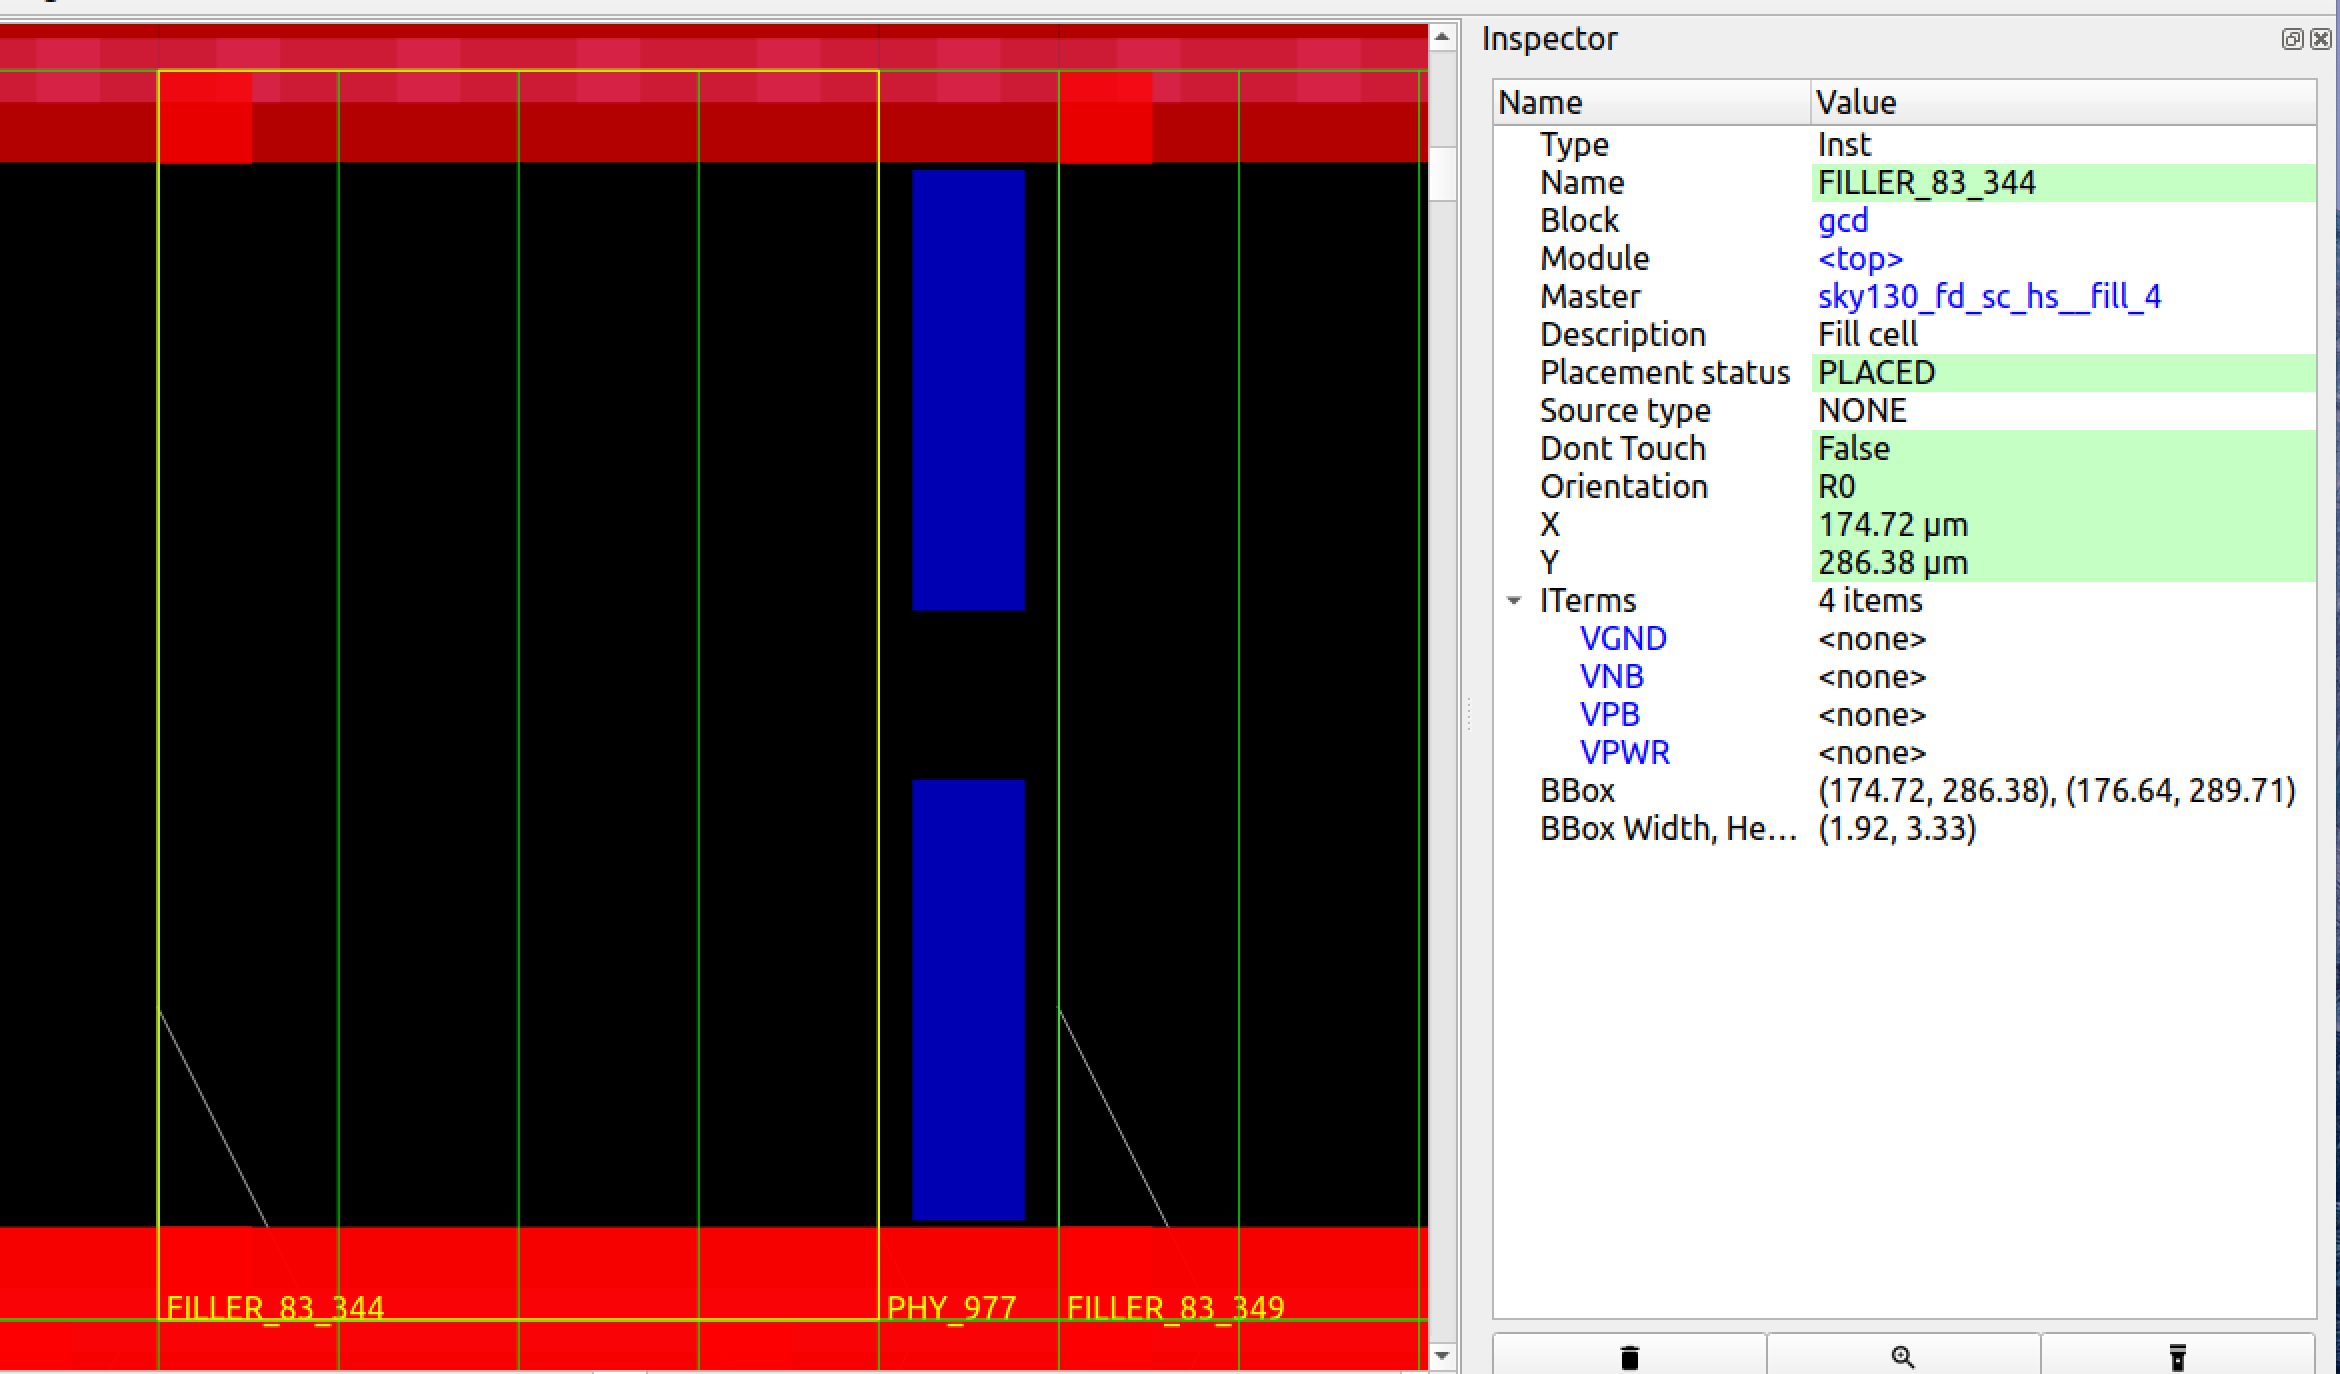 Inspector
Name Value
Type Inst
Name FILLER_83_344
Block gcd
Module <top>
Master sky130_fd_sc_hs__fill_4
Description Fill cell
Placement status PLACED
Source type NONE
Dont Touch False
Orientation R0
X 174.72 µm
Y 286.38 µm
ITerms 4 items
VGND <none>
VNB <none>
VPB <none>
VPWR <none>
BBox (174.72, 286.38), (176.64, 289.71)
BBox Width, He... (1.92, 3.33)
FILLER_83_344 PHY_977 FILLER_83_349